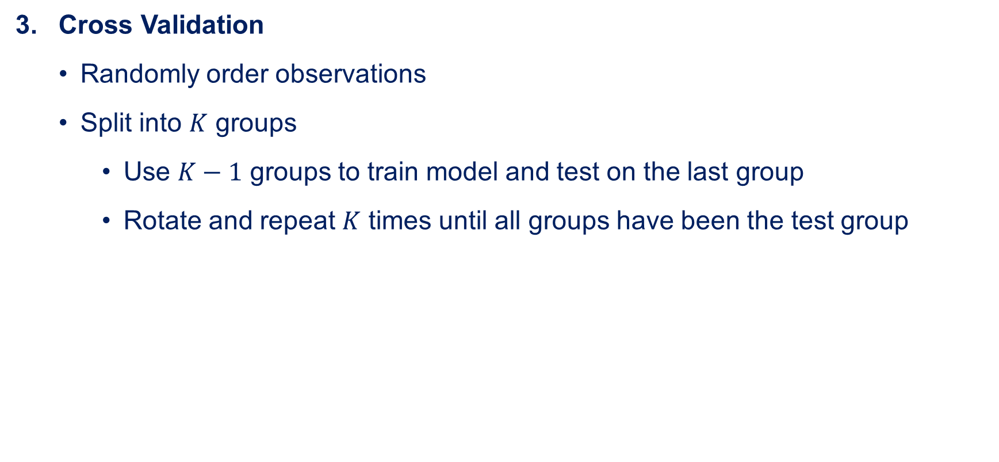 3. Cross Validation
• Randomly order observations
• Split into K groups
• Use K − 1 groups to train model and test on the last group
• Rotate and repeat K times until all groups have been the test group